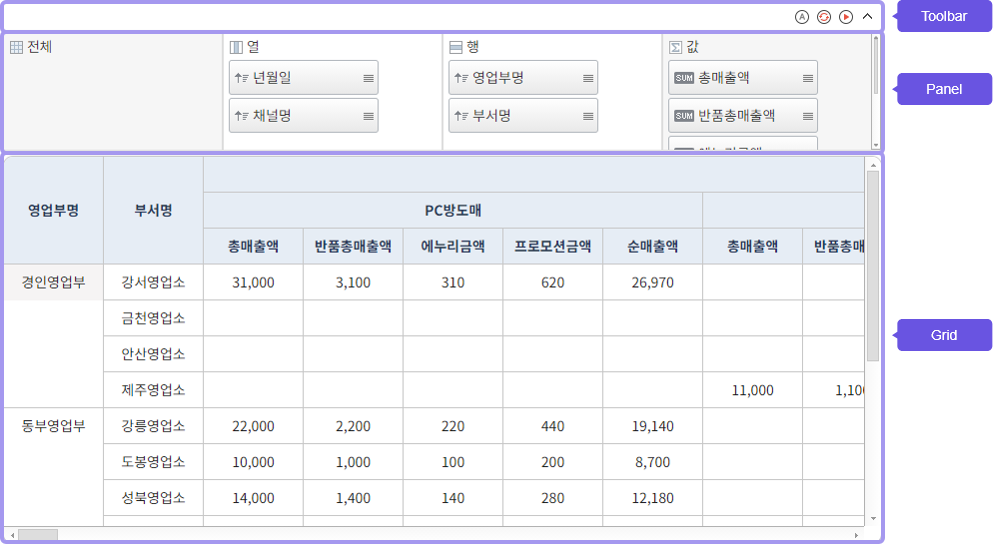 A Toolbar
전체 열 행 값
년월일 영업부명 SUM 총매출액 Panel
채널명 부서명 SUM 반품총매출액
영업부명 부서명 PC방도매
총매출액 반품총매출액 에누리금액 프로모션금액 순매출액 총매출액 반품총매
경인영업부 강서영업소 31,000 3,100 310 620 26,970
금천영업소
Grid
안산영업소
제주영업소 11,000 1,10
동부영업부 강릉영업소 22,000 2,200 220 440 19,140
도봉영업소 10,000 1,000 100 200 8,700
성북영업소 14,000 1,400 140 280 12,180